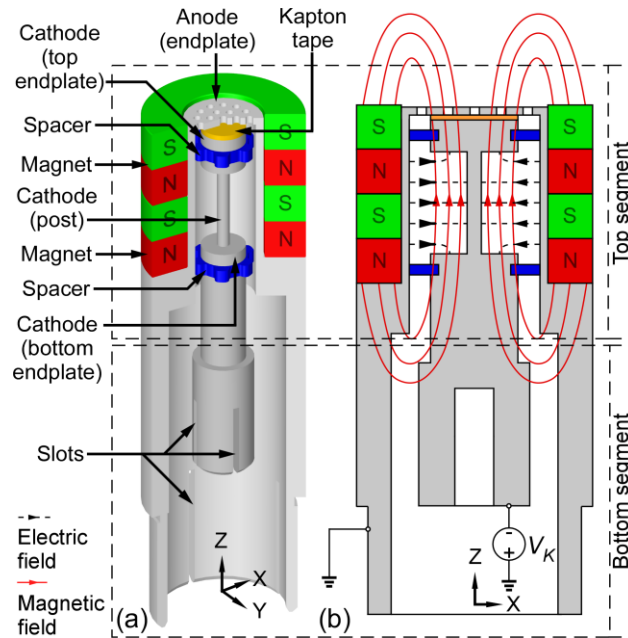 Cathode
(top
endplate)
Anode
(endplate)
Kapton
tape
Spacer
Magnet
Cathode
(post)
Magnet
Spacer
Cathode
(bottom
endplate)
Slots
Electric
field
Magnetic
field
S
N
S
N
S
N
S
N
Z
X
Y
(a)
S
N
S
N
S
N
S
N
-
+
VK
Z
X
(b)
Top segment
Bottom segment